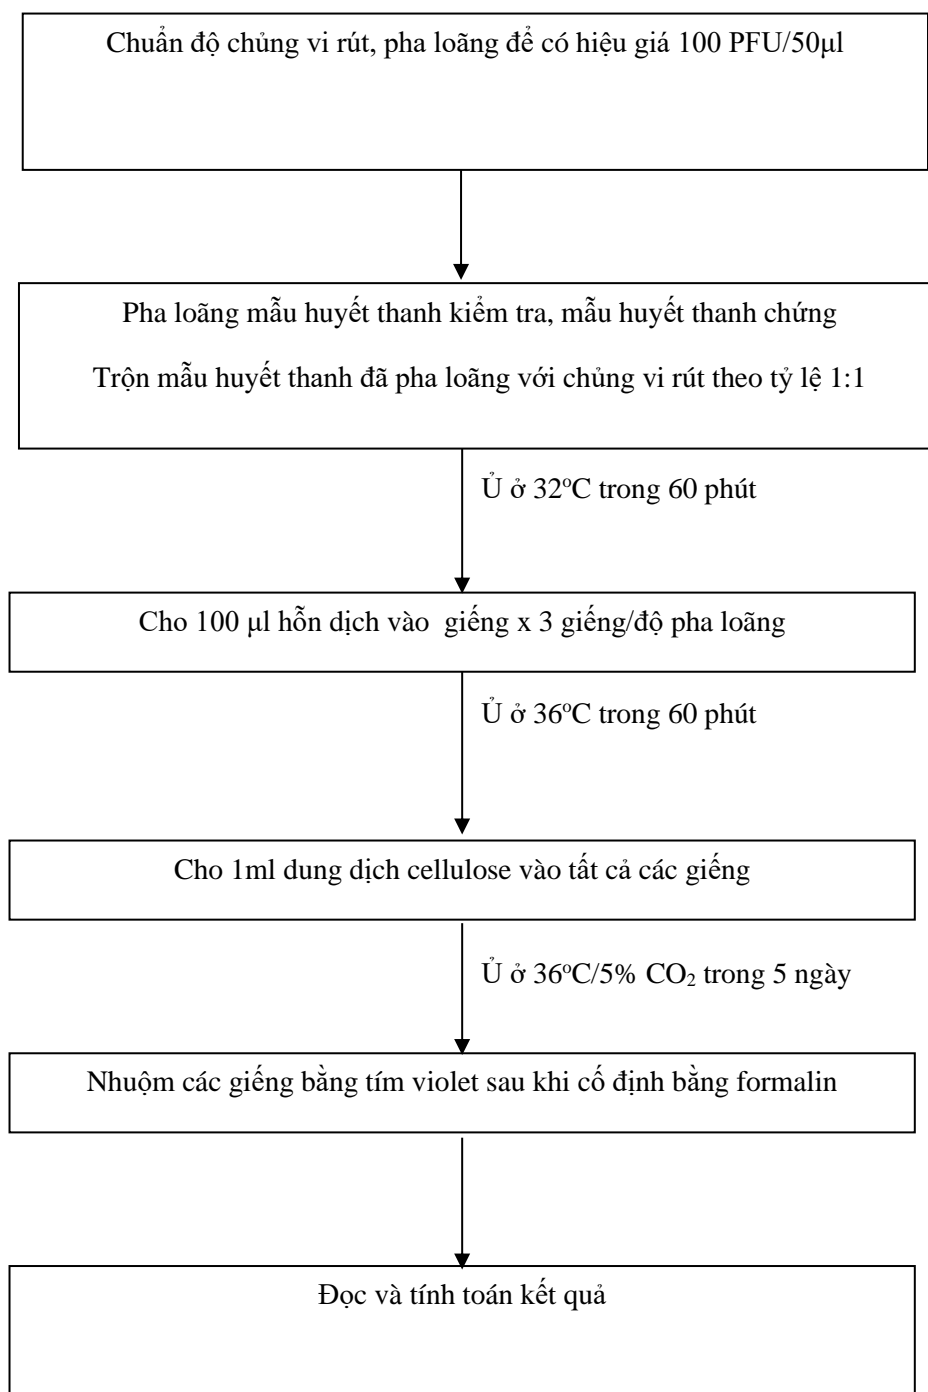 Chuẩn độ chủng vi rút, pha loãng để có hiệu giá 100 PFU/50µl
Pha loãng mẫu huyết thanh kiểm tra, mẫu huyết thanh chứng
Trộn mẫu huyết thanh đã pha loãng với chủng vi rút theo tỷ lệ 1:1
Ủ ở 32ºC trong 60 phút
Cho 100 µl hỗn dịch vào giếng x 3 giếng/độ pha loãng
Ủ ở 36ºC trong 60 phút
Cho 1ml dung dịch cellulose vào tất cả các giếng
Ủ ở 36ºC/5% CO₂ trong 5 ngày
Nhuộm các giếng bằng tím violet sau khi cố định bằng formalin
Đọc và tính toán kết quả